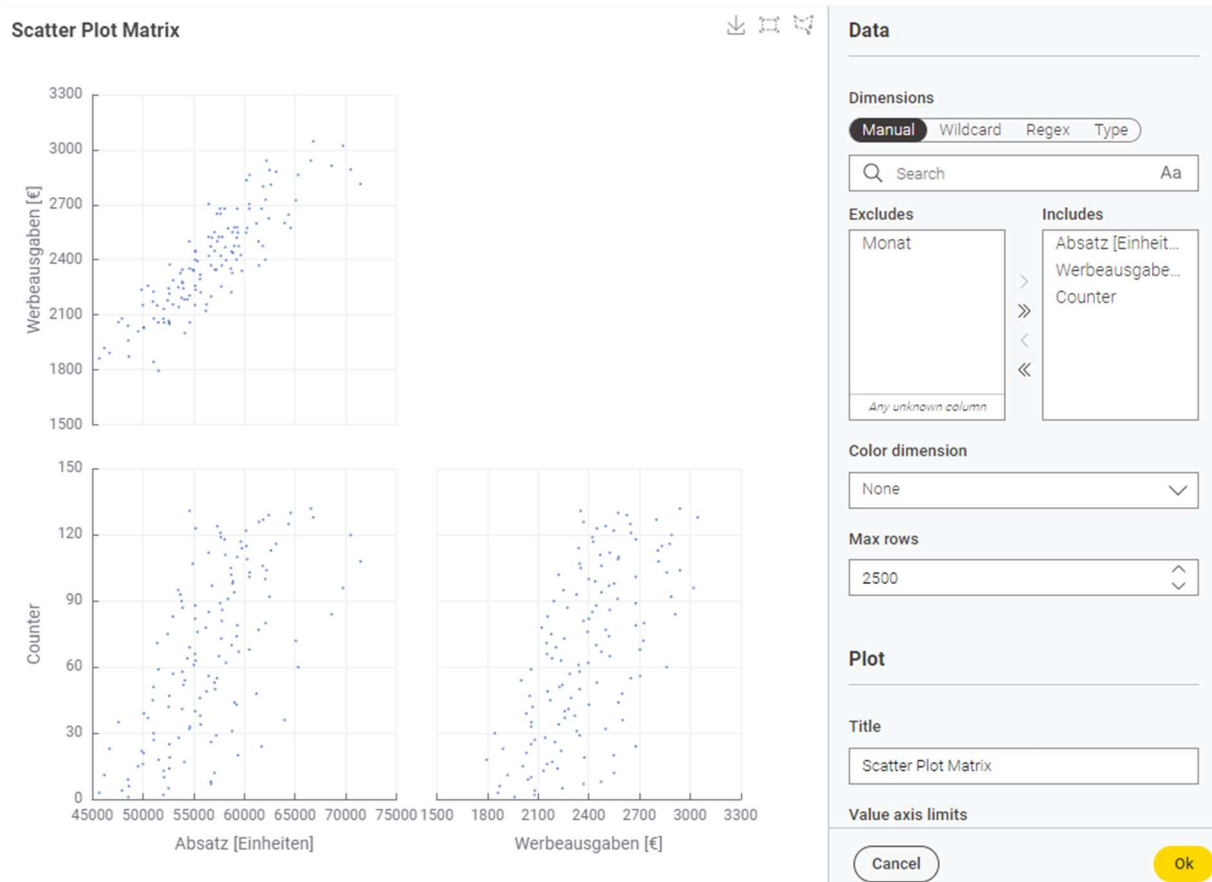 Scatter Plot Matrix
3300
3000
2700
2400
2100
1800
1500
Werbeausgaben [€]
150
120
90
60
30
0
Counter
45000 50000 55000 60000 65000 70000 75000
Absatz [Einheiten]
1500 1800 2100 2400 2700 3000 3300
Werbeausgaben [€]
Data
Dimensions
Manual Wildcard Regex Type
Search Aa
Excludes Includes
Monat
Any unknown column
Absatz [Einheit...
Werbeausgabe...
Counter
Color dimension
None
Max rows
2500
Plot
Title
Scatter Plot Matrix
Value axis limits
Cancel Ok